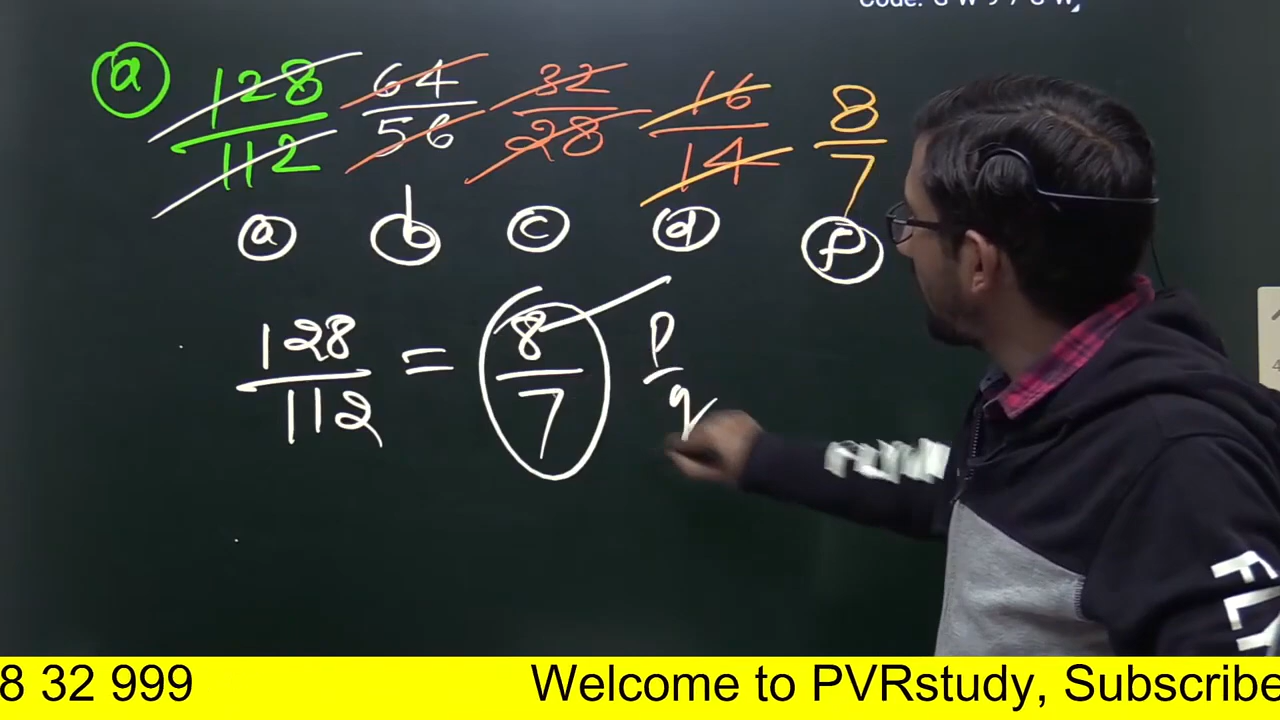 a 128/112 64/56 32/28 16/14 8/7
a b c d f
128/112 = 8/7 p/q
FLY
8 32 999 Welcome to PVRstudy, Subscribe